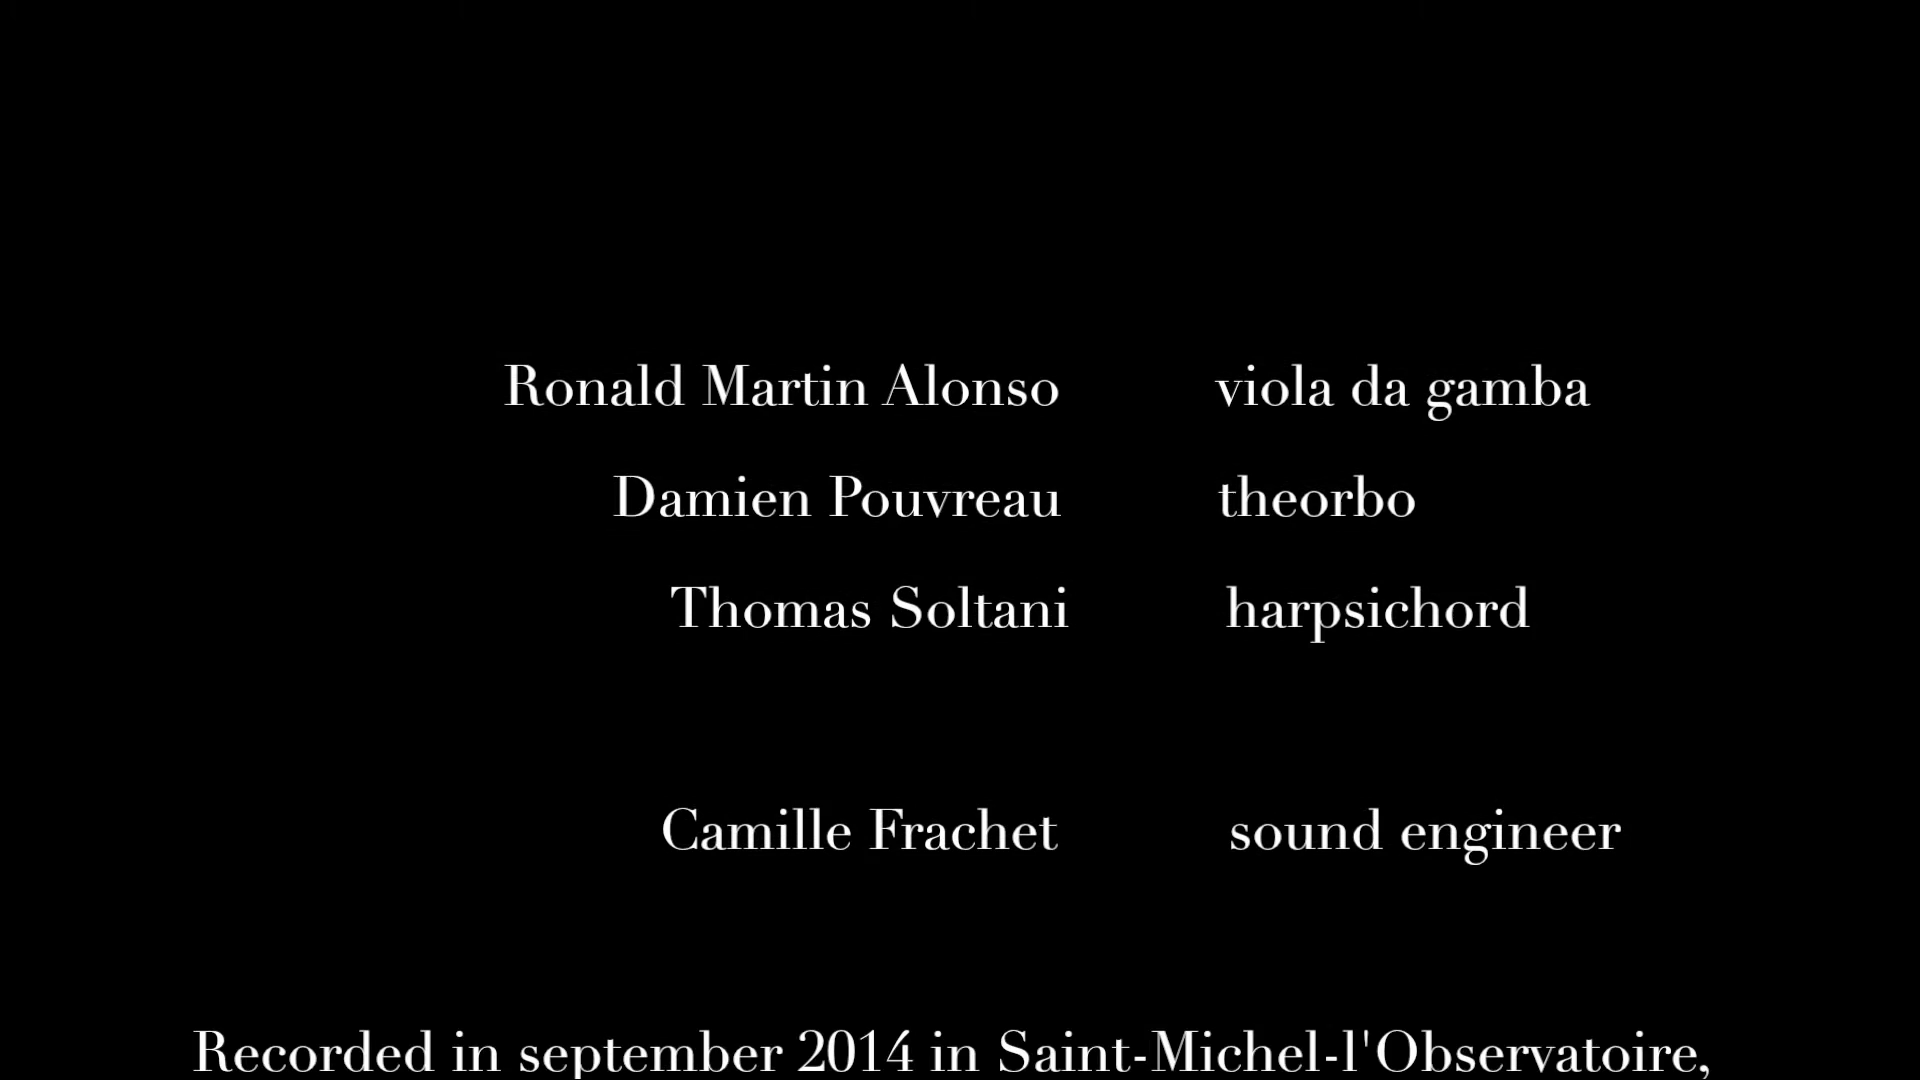 Ronald Martin Alonso viola da gamba
Damien Pouvreau theorbo
Thomas Soltani harpsichord
Camille Frachet sound engineer
Recorded in september 2014 in Saint-Michel-l'Observatoire,